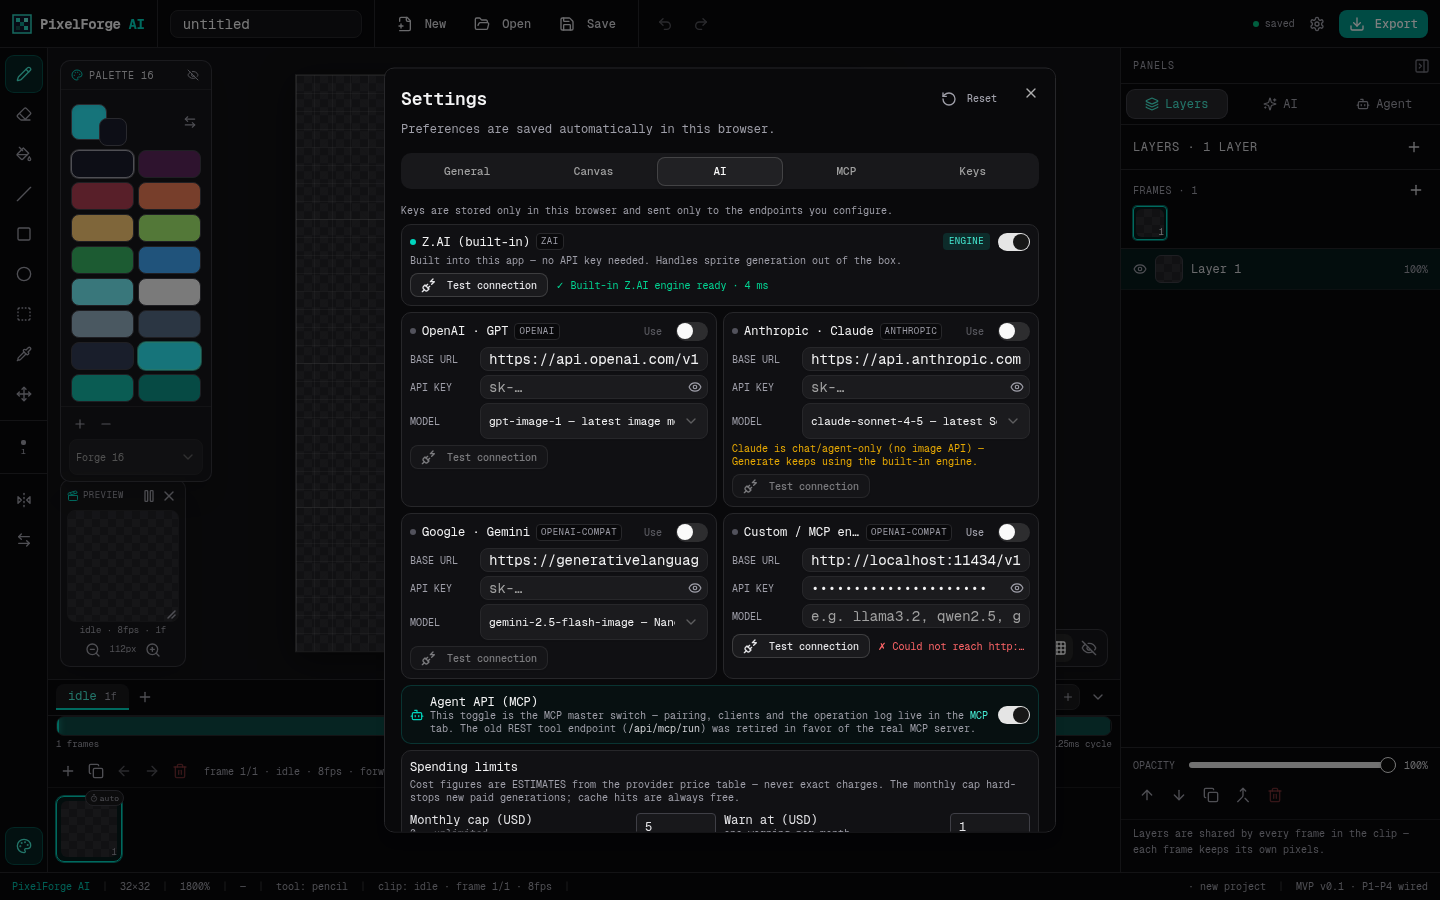 PixelForge AI
untitled
New
Open
Save
saved
Export
PALETTE 16
Forge 16
PREVIEW
idle · 8fps · 1f
112px
Settings
Reset
Preferences are saved automatically in this browser.
General
Canvas
AI
MCP
Keys
Keys are stored only in this browser and sent only to the endpoints you configure.
Z.AI (built-in) ZAI
ENGINE
Built into this app — no API key needed. Handles sprite generation out of the box.
Test connection
✓ Built-in Z.AI engine ready · 4 ms
OpenAI · GPT OPENAI Use
BASE URL https://api.openai.com/v1
API KEY sk-…
MODEL gpt-image-1 — latest image m
Test connection
Anthropic · Claude ANTHROPIC Use
BASE URL https://api.anthropic.com
API KEY sk-…
MODEL claude-sonnet-4-5 — latest S
Claude is chat/agent-only (no image API) —
Generate keeps using the built-in engine.
Test connection
Google · Gemini OPENAI-COMPAT Use
BASE URL https://generativelanguag
API KEY sk-…
MODEL gemini-2.5-flash-image — Nan
Test connection
Custom / MCP en… OPENAI-COMPAT Use
BASE URL http://localhost:11434/v1
API KEY •••••••••••••••••••••
MODEL e.g. llama3.2, qwen2.5, g
Test connection
✗ Could not reach http:…
Agent API (MCP)
This toggle is the MCP master switch — pairing, clients and the operation log live in the MCP
tab. The old REST tool endpoint (/api/mcp/run) was retired in favor of the real MCP server.
Spending limits
Cost figures are ESTIMATES from the provider price table — never exact charges. The monthly cap hard-
stops new paid generations; cache hits are always free.
Monthly cap (USD)
5
Warn at (USD)
1
PANELS
Layers
AI
Agent
LAYERS · 1 LAYER
FRAMES · 1
1
Layer 1
100%
OPACITY
100%
Layers are shared by every frame in the clip —
each frame keeps its own pixels.
idle 1f
1 frames
25ms cycle
frame 1/1 · idle · 8fps · forw
auto
1
1
PixelForge AI
32×32
1800%
—
tool: pencil
clip: idle · frame 1/1 · 8fps
· new project
MVP v0.1 · P1-P4 wired